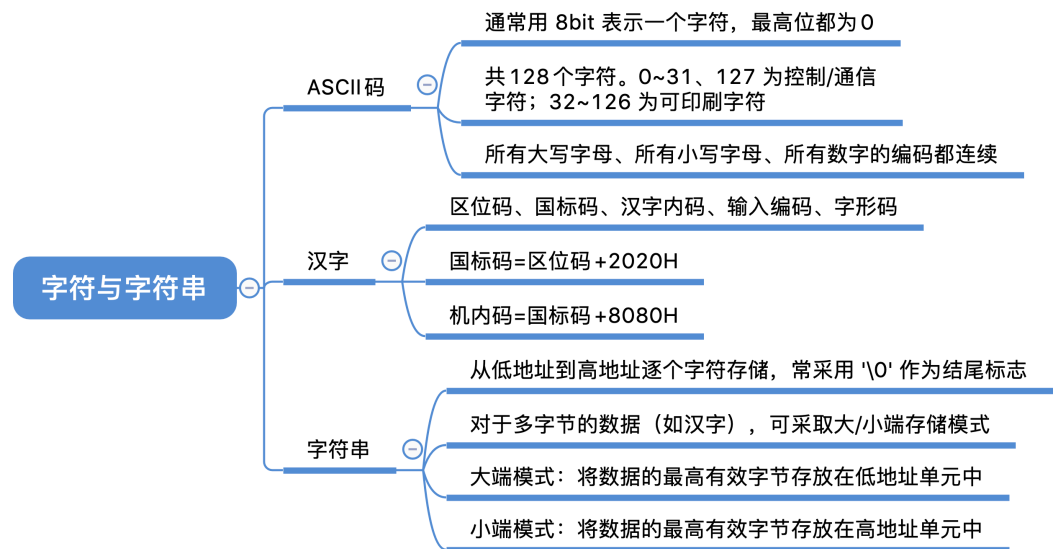 通常用 8bit 表示一个字符，最高位都为0
ASCII码
共128个字符。0~31、127 为控制/通信
字符；32~126 为可印刷字符
所有大写字母、所有小写字母、所有数字的编码都连续
区位码、国标码、汉字内码、输入编码、字形码
汉字
国标码=区位码+2020H
字符与字符串
机内码=国标码+8080H
从低地址到高地址逐个字符存储，常采用 '\0' 作为结尾标志
对于多字节的数据（如汉字），可采取大/小端存储模式
字符串
大端模式：将数据的最高有效字节存放在低地址单元中
小端模式：将数据的最高有效字节存放在高地址单元中